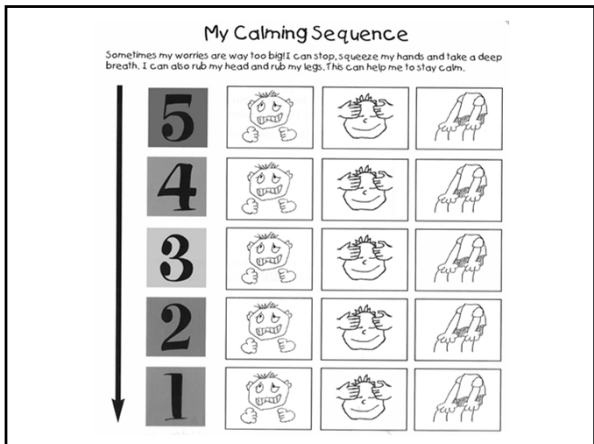 My Calming Sequence
Sometimes my worries are way too big!I can stop, squeeze my hands and take a deep
breath. I can also rub my head and rub my legs. This can help me to stay calm.
5
4
3
2
1